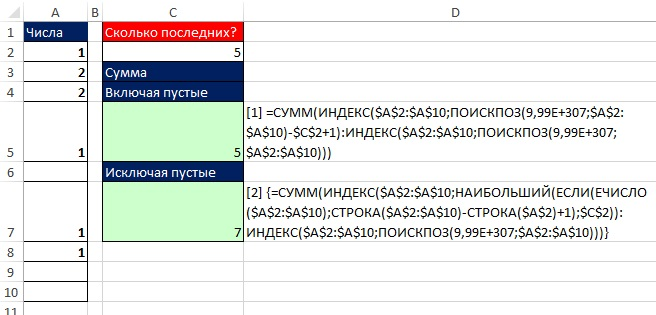 A B C D
1 Числа Сколько последних?
2 1 5
3 2 Сумма
4 2 Включая пустые
[1] =СУММ(ИНДЕКС($A$2:$A$10;ПОИСКПОЗ(9,99E+307;$A$2:
$A$10)-$C$2+1):ИНДЕКС($A$2:$A$10;ПОИСКПОЗ(9,99E+307;
$A$2:$A$10)))
5 1 5
6 Исключая пустые
[2] {=СУММ(ИНДЕКС($A$2:$A$10;НАИБОЛЬШИЙ(ЕСЛИ(ЕЧИСЛО
($A$2:$A$10);СТРОКА($A$2:$A$10)-СТРОКА($A$2)+1);$C$2)):
ИНДЕКС($A$2:$A$10;ПОИСКПОЗ(9,99E+307;$A$2:$A$10)))}
7 1 7
8 1
9
10
11